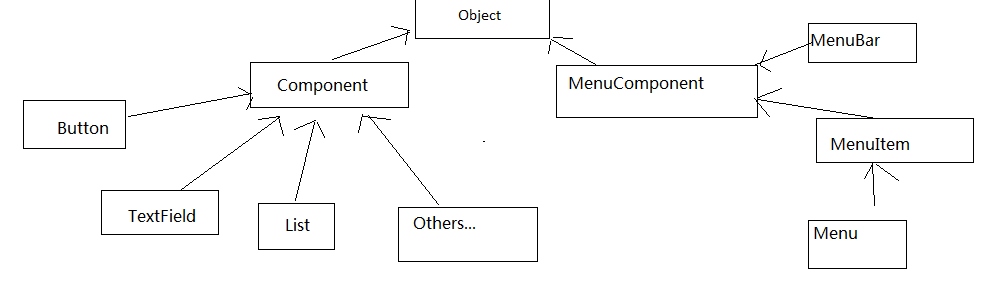 Object
MenuBar
Component
MenuComponent
Button
MenuItem
TextField
List
Others...
Menu